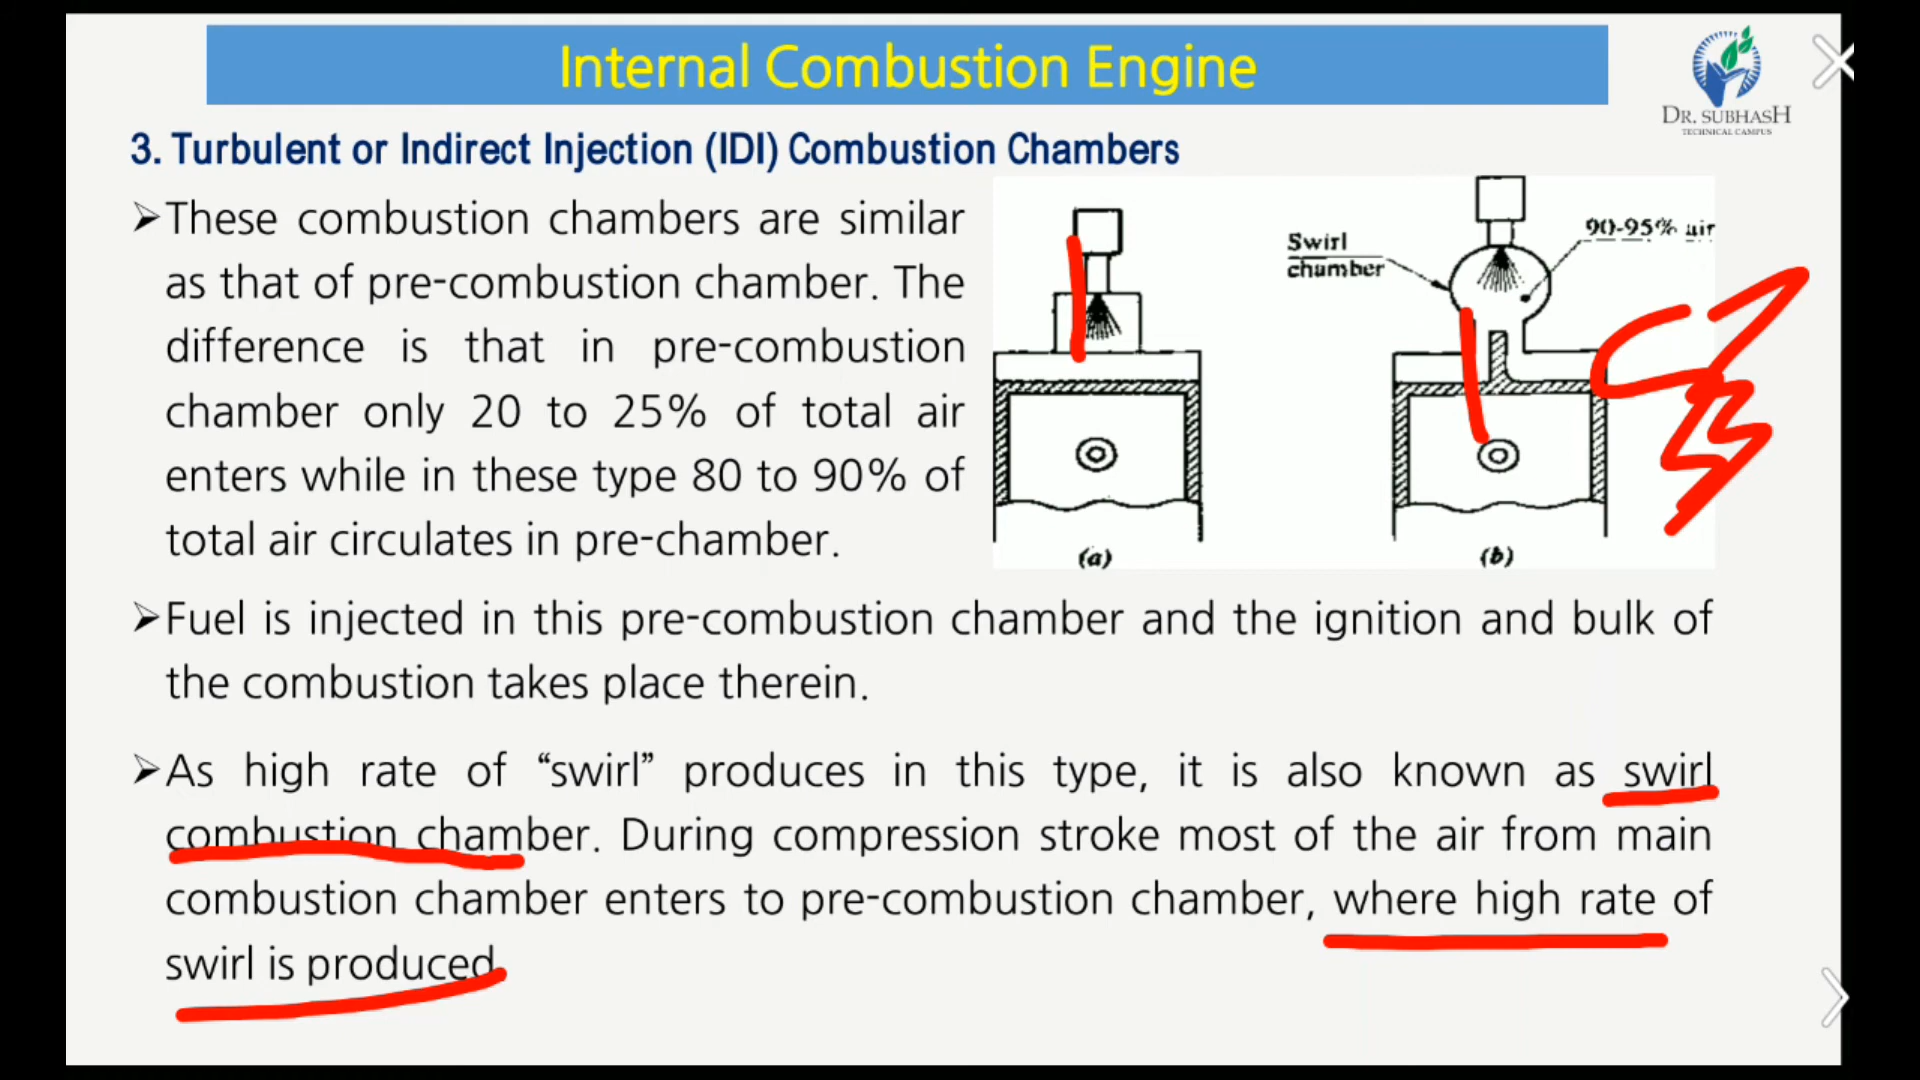 Internal Combustion Engine
DR. SUBHASH
TECHNICAL CAMPUS
3. Turbulent or Indirect Injection (IDI) Combustion Chambers
➢These combustion chambers are similar
as that of pre-combustion chamber. The
difference is that in pre-combustion
chamber only 20 to 25% of total air
enters while in these type 80 to 90% of
total air circulates in pre-chamber.
Swirl
chamber
90-95% air
(a)
(b)
➢Fuel is injected in this pre-combustion chamber and the ignition and bulk of
the combustion takes place therein.
➢As high rate of “swirl” produces in this type, it is also known as swirl
combustion chamber. During compression stroke most of the air from main
combustion chamber enters to pre-combustion chamber, where high rate of
swirl is produced.